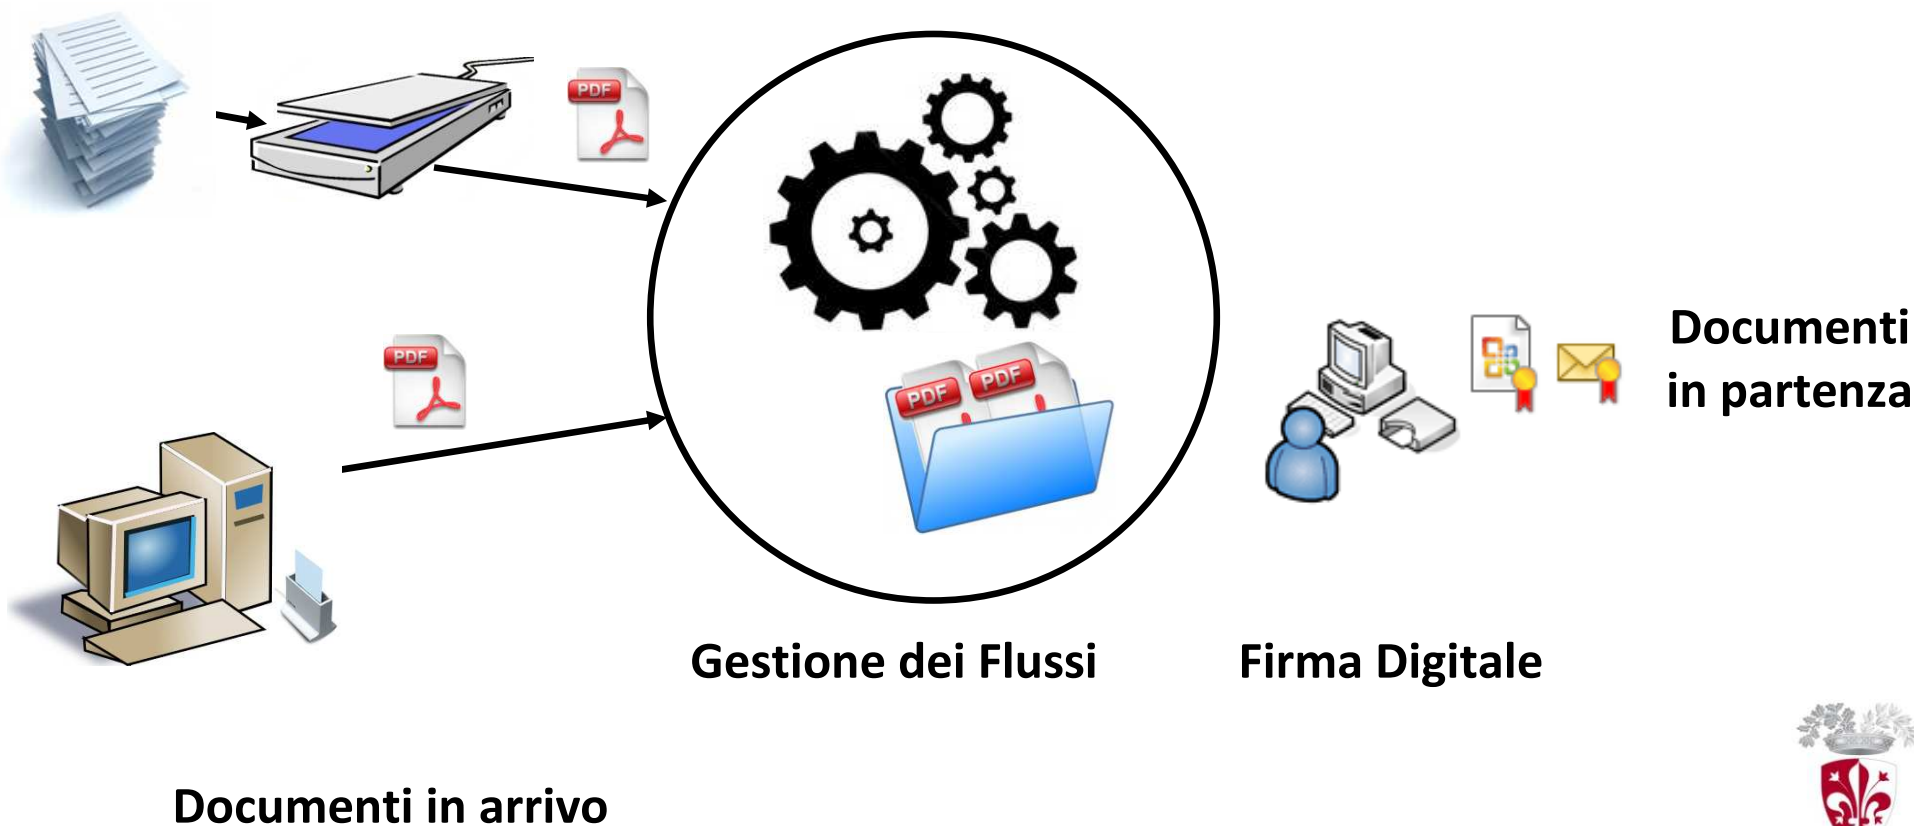 PDF
PDF
PDF
PDF
Documenti
in partenza
Gestione dei Flussi
Firma Digitale
Documenti in arrivo